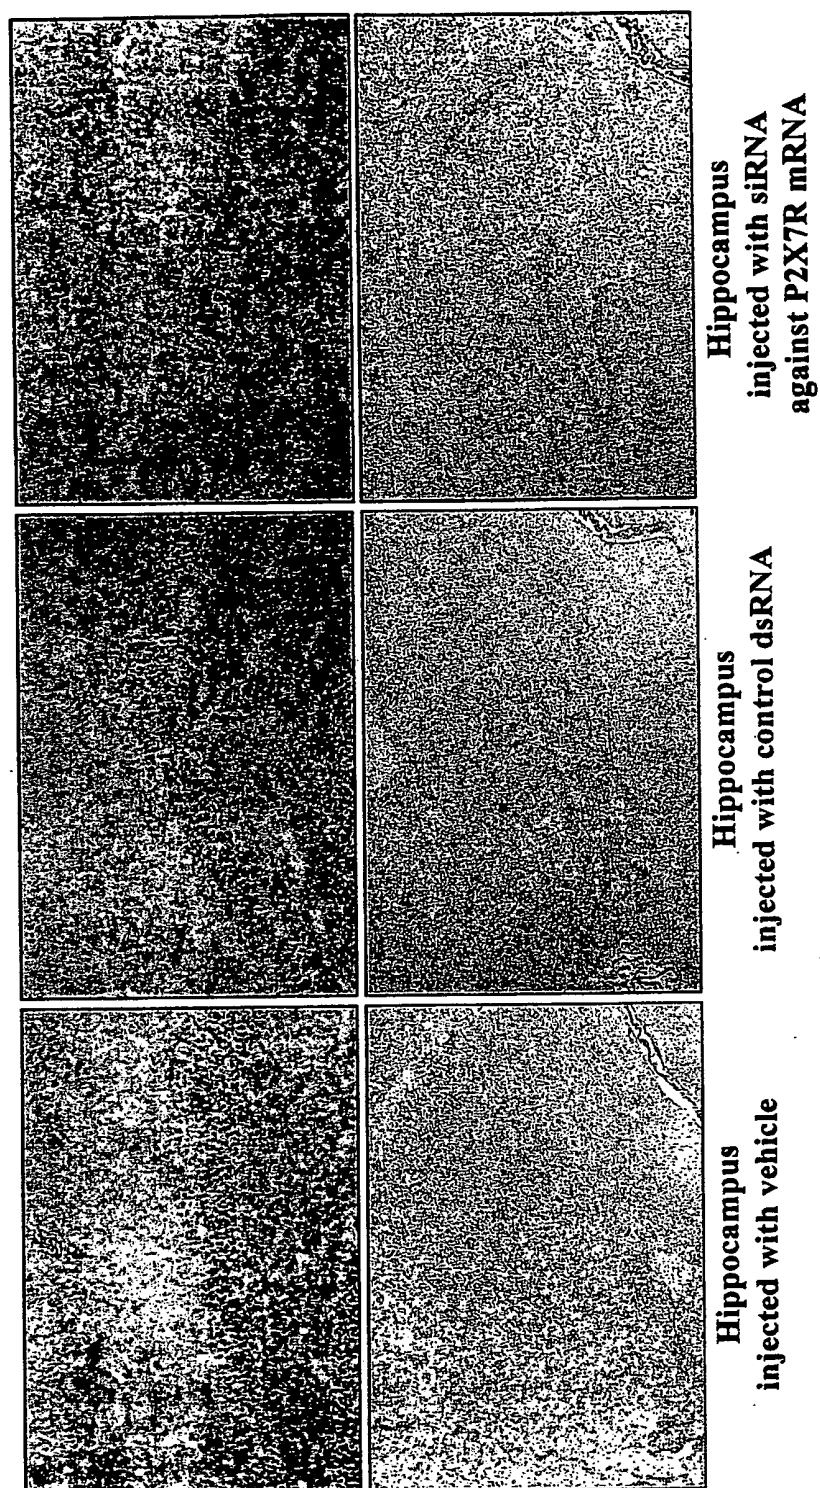 Hippocampus
injected with vehicle
Hippocampus
injected with control dsRNA
Hippocampus
injected with siRNA
against P2X7R mRNA